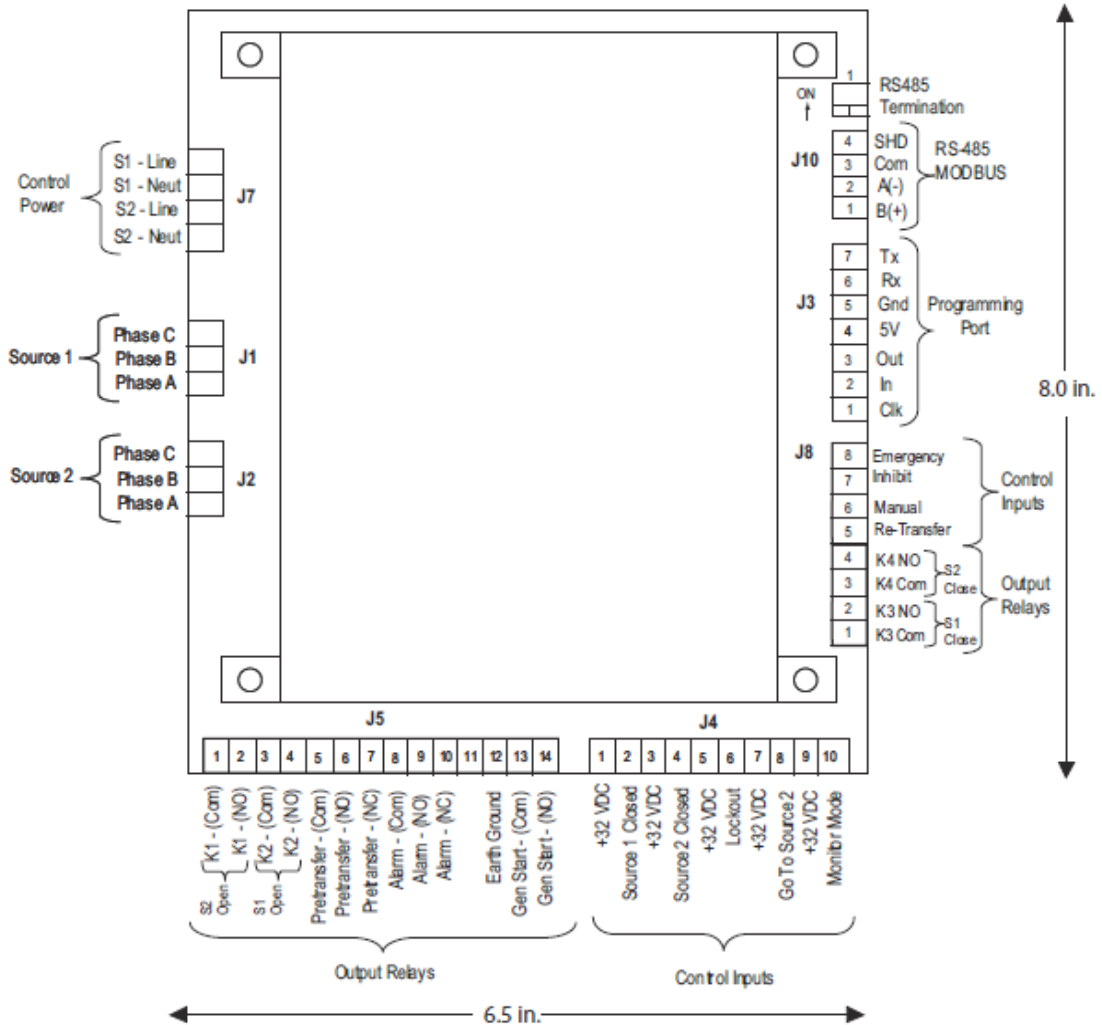 1
RS485
Termination
ON
J10
4 SHD
3 Com
2 A(-)
1 B(+)
RS-485
MODBUS
Control
Power
S1 - Line
S1 - Neut
S2 - Line
S2 - Neut
J7
J3
7 Tx
6 Rx
5 Gnd
4 5V
3 Out
2 In
1 Clk
Programming
Port
Source 1
Phase C
Phase B
Phase A
J1
8.0 in.
Source 2
Phase C
Phase B
Phase A
J2
J8
8 Emergency
7 Inhibit
6 Manual
5 Re-Transfer
Control
Inputs
4 K4 NO
3 K4 Com
S2
Close
2 K3 NO
1 K3 Com
S1
Close
Output
Relays
J5
1 2 3 4 5 6 7 8 9 10 11 12 13 14
K1 - (Com)
K1 - (NO)
S2
Open
K2 - (Com)
K2 - (NO)
S1
Open
Pretransfer - (Com)
Pretransfer - (NO)
Pretransfer - (NC)
Alarm - (Com)
Alarm - (NO)
Alarm - (NC)
Earth Ground
Gen Start - (Com)
Gen Start - (NO)
Output Relays
J4
1 2 3 4 5 6 7 8 9 10
+32 VDC
Source 1 Closed
+32 VDC
Source 2 Closed
+32 VDC
Lockout
+32 VDC
Go To Source 2
+32 VDC
Monitor Mode
Control Inputs
6.5 in.